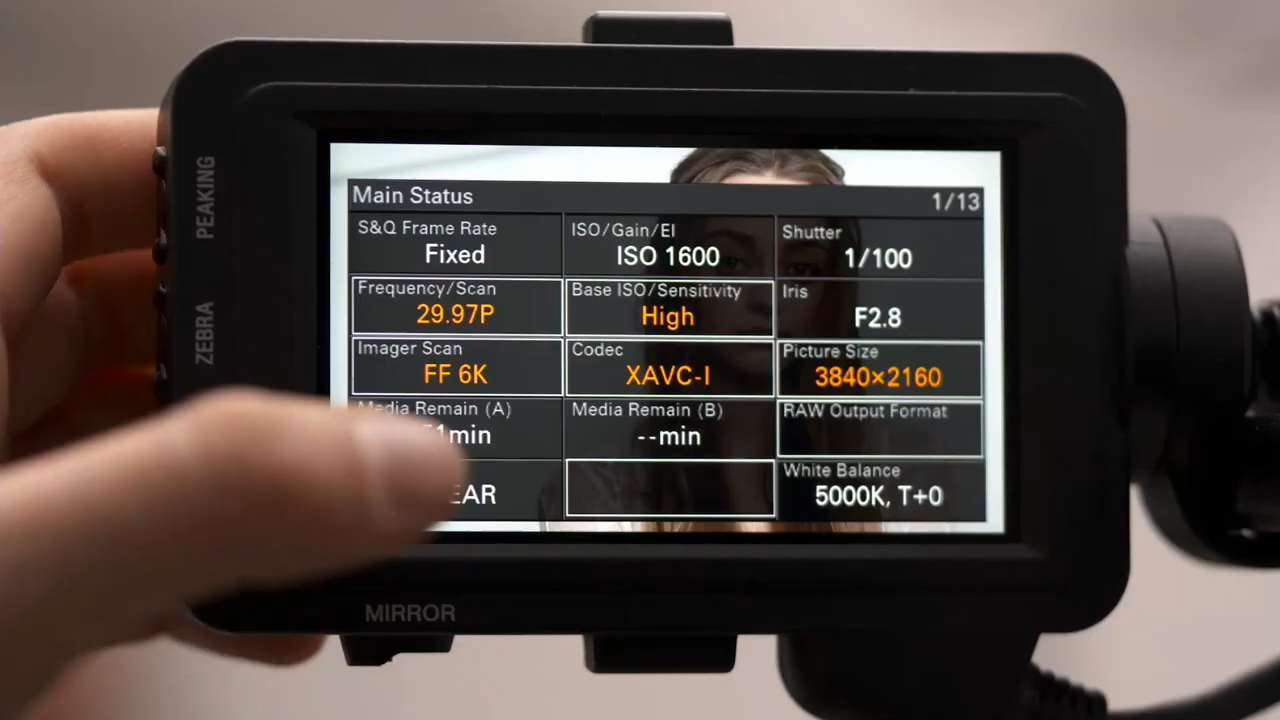 PEAKING
ZEBRA
Main Status 1/13
S&Q Frame Rate
Fixed
ISO/Gain/EI
ISO 1600
Shutter
1/100
Frequency/Scan
29.97P
Base ISO/Sensitivity
High
Iris
F2.8
Imager Scan
FF 6K
Codec
XAVC-I
Picture Size
3840×2160
Media Remain (A)
Media Remain (B)
--min
RAW Output Format
White Balance
5000K, T+0
MIRROR